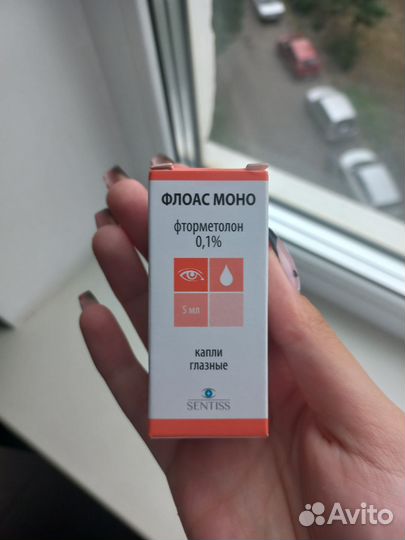 ФЛОАС МОНО
фторметолон
0,1%
5 мл
капли
глазные
SENTISS
Avito